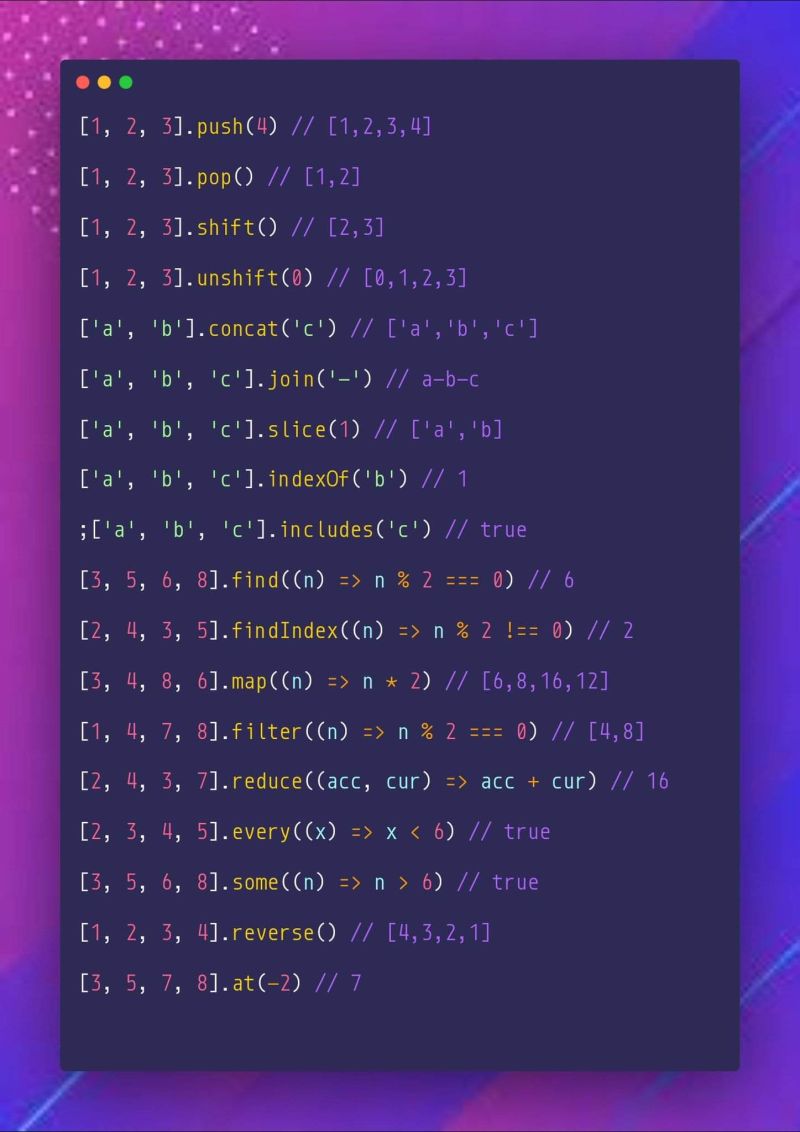 [1, 2, 3].push(4) // [1,2,3,4]
[1, 2, 3].pop() // [1,2]
[1, 2, 3].shift() // [2,3]
[1, 2, 3].unshift(0) // [0,1,2,3]
['a', 'b'].concat('c') // ['a','b','c']
['a', 'b', 'c'].join('-') // a-b-c
['a', 'b', 'c'].slice(1) // ['a','b]
['a', 'b', 'c'].indexOf('b') // 1
;['a', 'b', 'c'].includes('c') // true
[3, 5, 6, 8].find((n) => n % 2 === 0) // 6
[2, 4, 3, 5].findIndex((n) => n % 2 !== 0) // 2
[3, 4, 8, 6].map((n) => n * 2) // [6,8,16,12]
[1, 4, 7, 8].filter((n) => n % 2 === 0) // [4,8]
[2, 4, 3, 7].reduce((acc, cur) => acc + cur) // 16
[2, 3, 4, 5].every((x) => x < 6) // true
[3, 5, 6, 8].some((n) => n > 6) // true
[1, 2, 3, 4].reverse() // [4,3,2,1]
[3, 5, 7, 8].at(-2) // 7